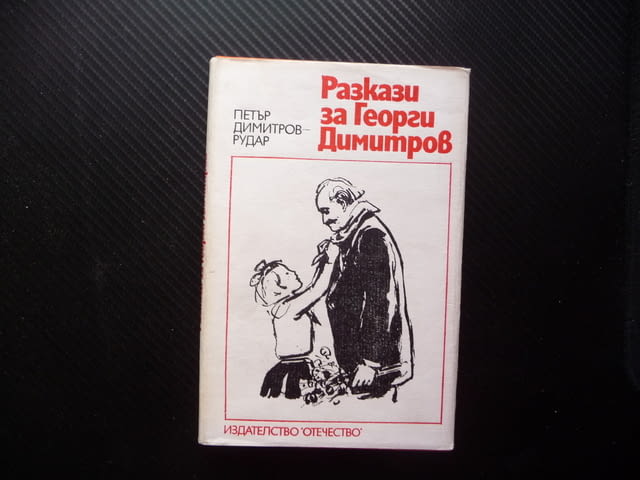 ПЕТЪР
ДИМИТРОВ—
РУДАР
Разкази
за Георги
Димитров
ИЗДАТЕЛСТВО "ОТЕЧЕСТВО"